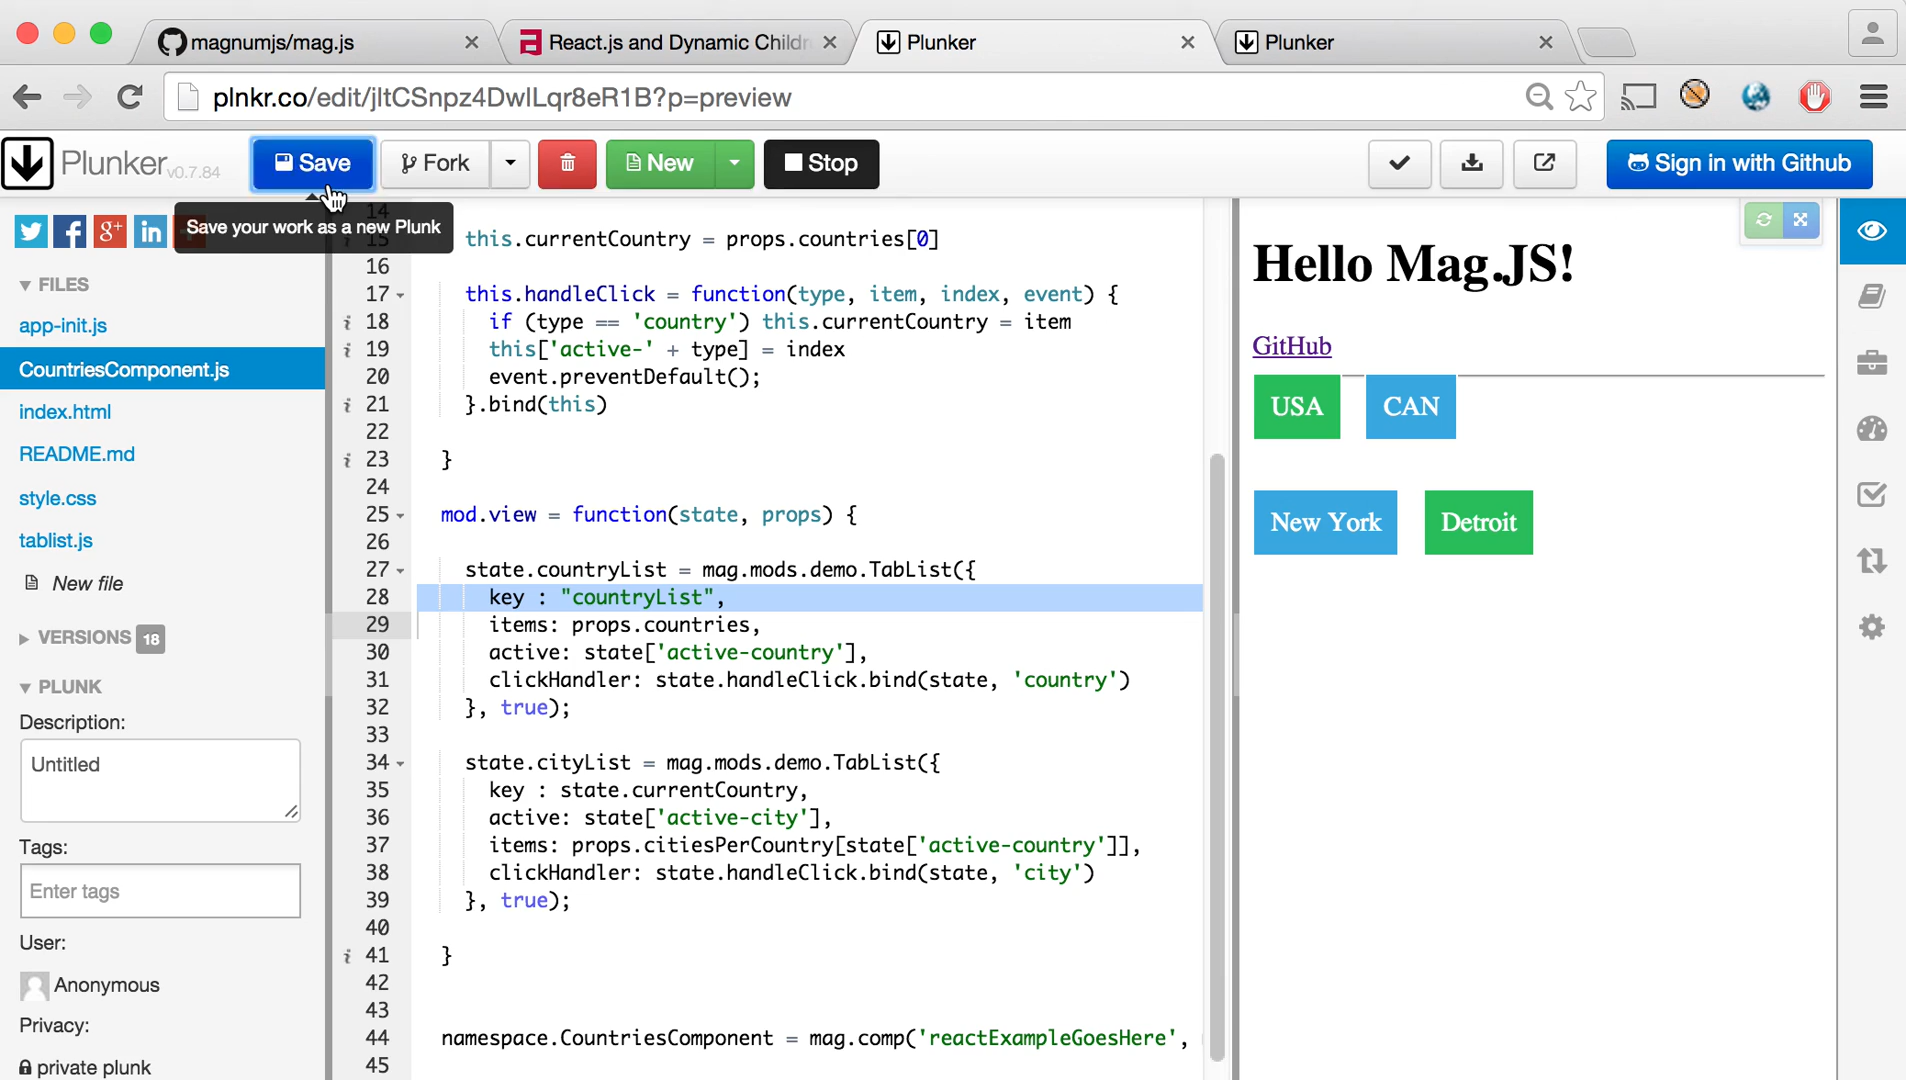 magnumjs/mag.js
React.js and Dynamic Childr
Plunker
Plunker
plnkr.co/edit/jItCSnpz4DwILqr8eR1B?p=preview
Plunker v0.7.84
Save
Fork
New
Stop
Sign in with Github
Save your work as a new Plunk
FILES
app-init.js
CountriesComponent.js
index.html
README.md
style.css
tablist.js
New file
VERSIONS 18
PLUNK
Description:
Untitled
Tags:
Enter tags
User:
Anonymous
Privacy:
private plunk
14
15 this.currentCountry = props.countries[0]
16
17 this.handleClick = function(type, item, index, event) {
18 if (type == 'country') this.currentCountry = item
19 this['active-' + type] = index
20 event.preventDefault();
21 }.bind(this)
22
23 }
24
25 mod.view = function(state, props) {
26
27 state.countryList = mag.mods.demo.TabList({
28 key : "countryList",
29 items: props.countries,
30 active: state['active-country'],
31 clickHandler: state.handleClick.bind(state, 'country')
32 }, true);
33
34 state.cityList = mag.mods.demo.TabList({
35 key : state.currentCountry,
36 active: state['active-city'],
37 items: props.citiesPerCountry[state['active-country']],
38 clickHandler: state.handleClick.bind(state, 'city')
39 }, true);
40
41 }
42
43
44 namespace.CountriesComponent = mag.comp('reactExampleGoesHere',
45
Hello Mag.JS!
GitHub
USA CAN
New York Detroit